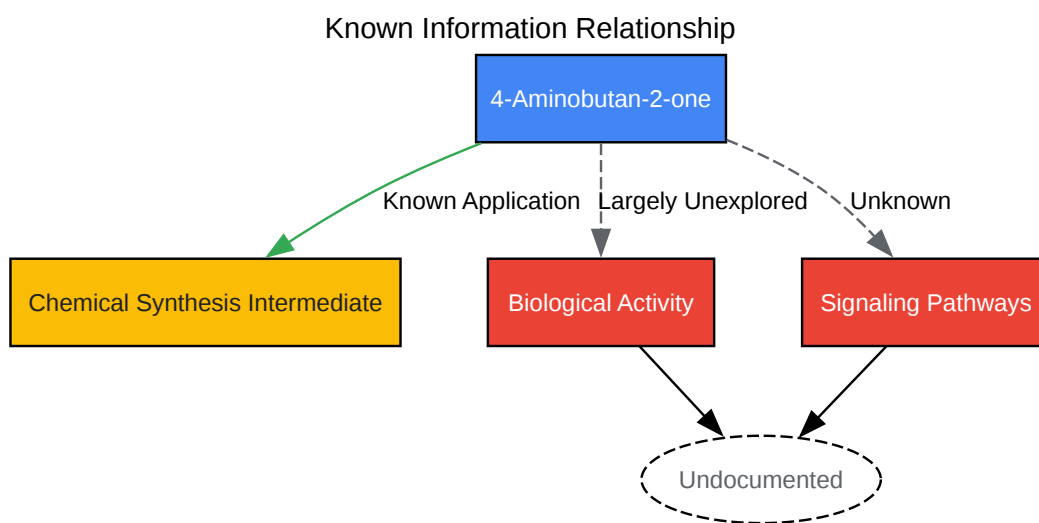 Known Information Relationship
4-Aminobutan-2-one
Known Application
Largely Unexplored
Unknown
Chemical Synthesis Intermediate
Biological Activity
Signaling Pathways
Undocumented